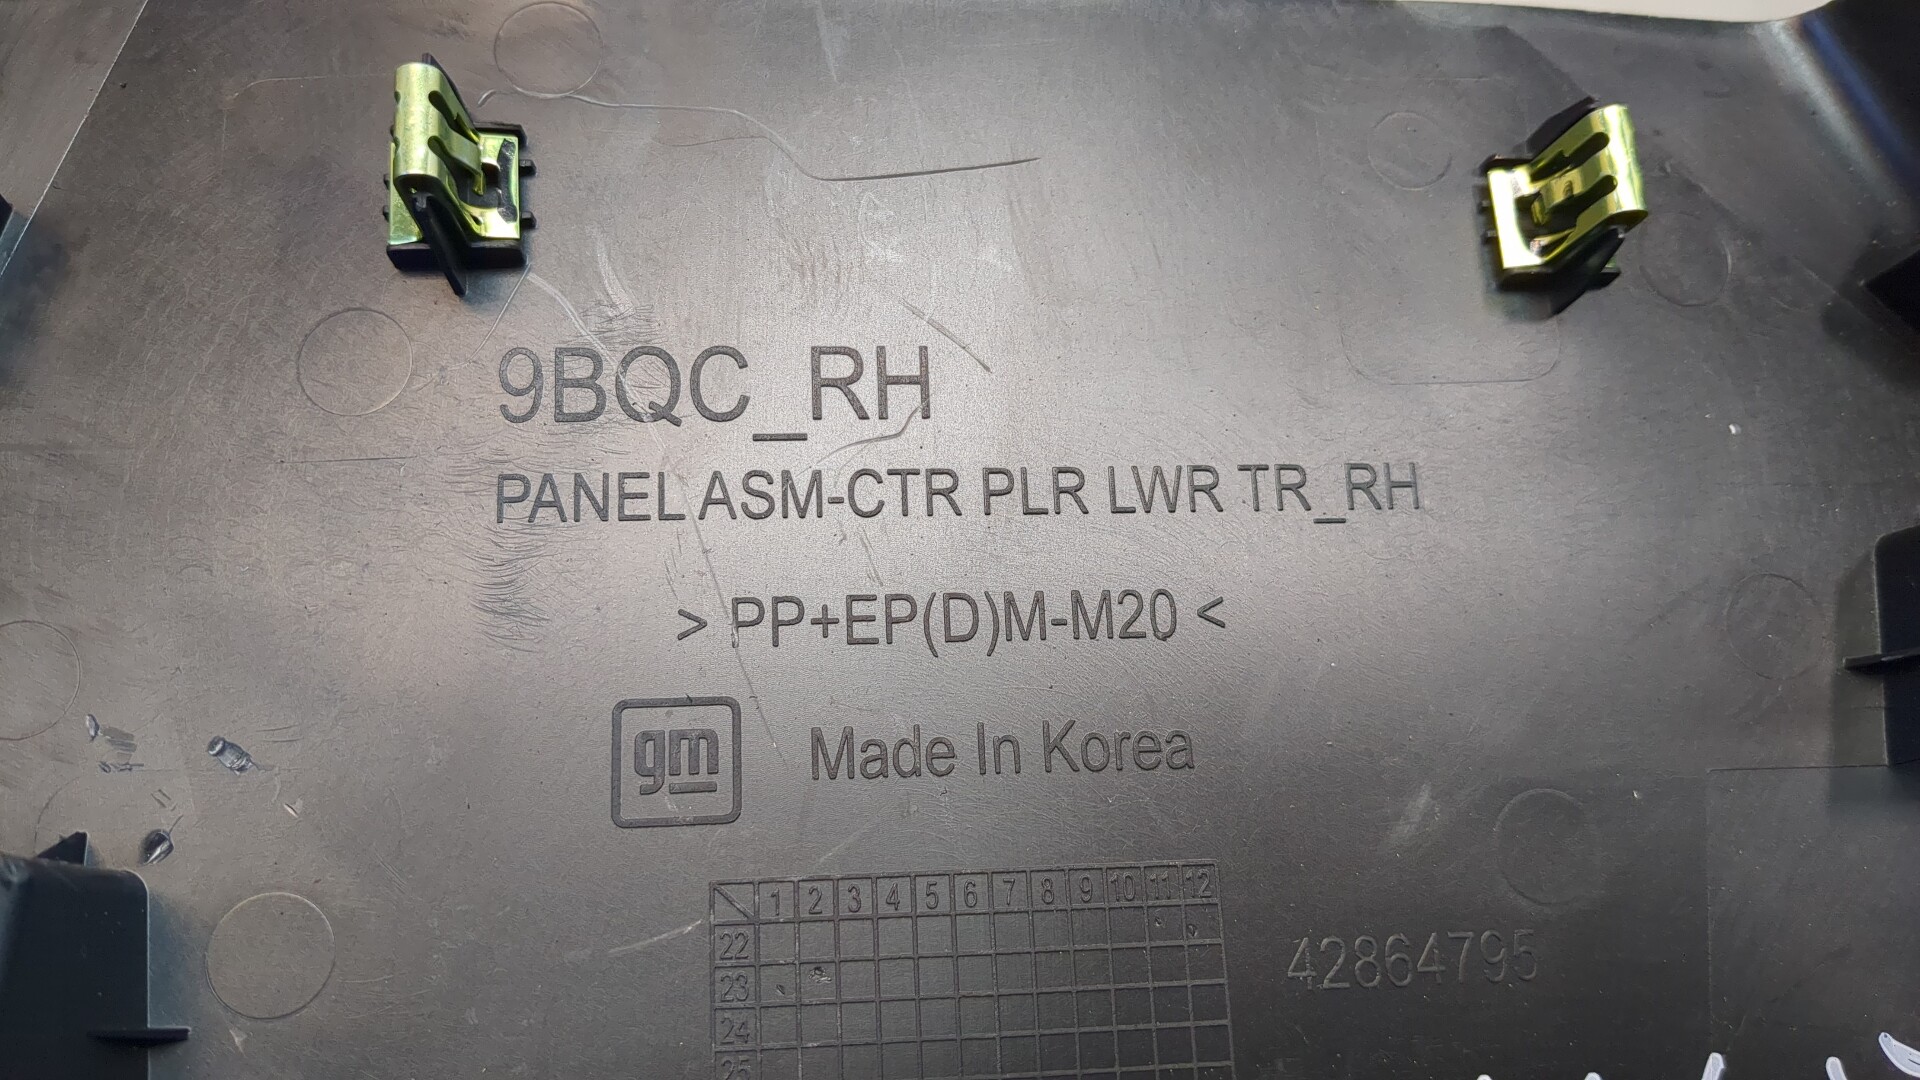 9BQC_RH
PANEL ASM-CTR PLR LWR TR_RH
> PP+EP(D)M-M20 <
gm Made In Korea
1 2 3 4 5 6 7 8 9 10 11 12
22
23
24
25
42864795